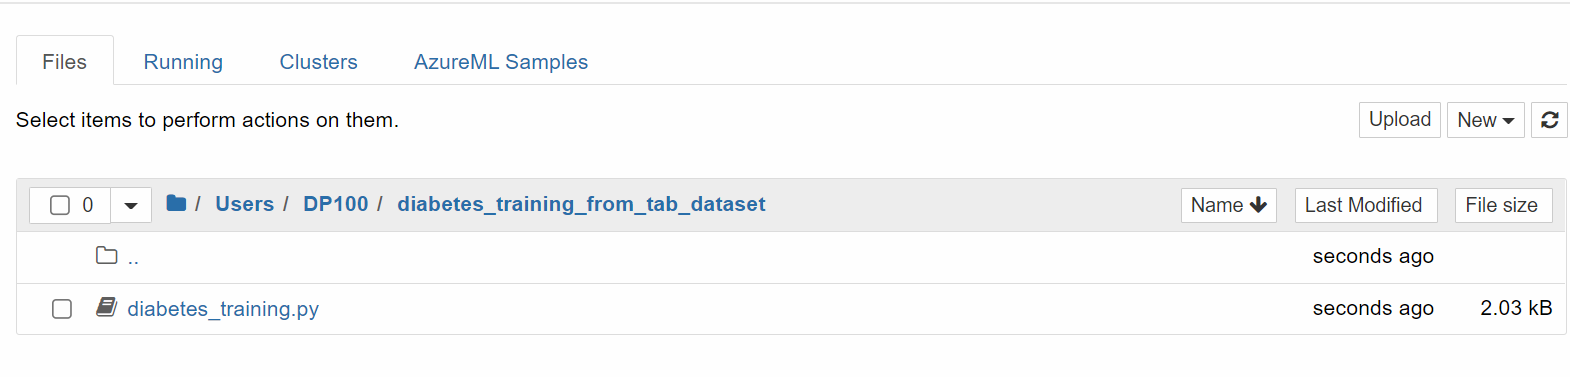 Files Running Clusters AzureML Samples
Select items to perform actions on them. Upload New
0 / Users / DP100 / diabetes_training_from_tab_dataset Name Last Modified File size
.. seconds ago
diabetes_training.py seconds ago 2.03 kB